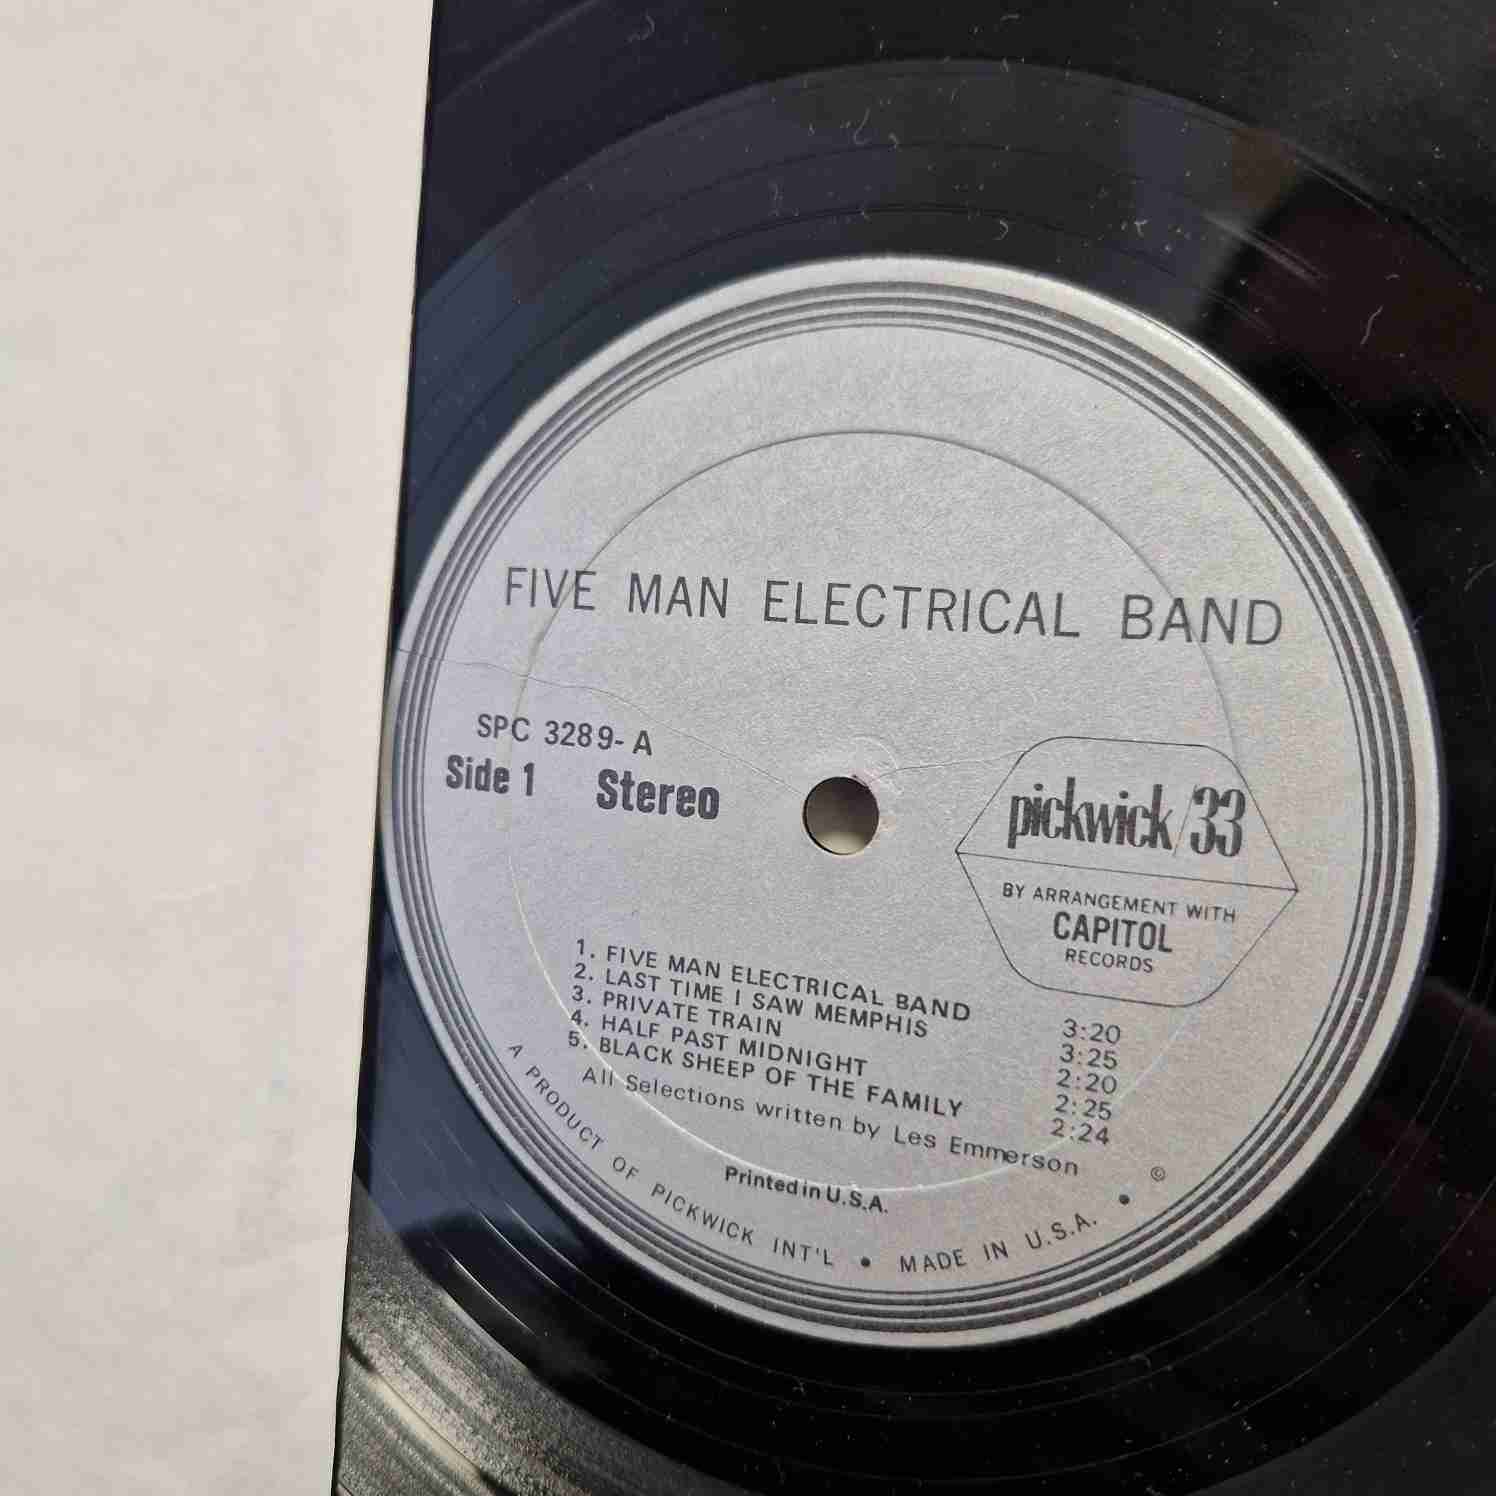 FIVE MAN ELECTRICAL BAND
SPC 3289-A
Side 1 Stereo
pickwick/33
BY ARRANGEMENT WITH
CAPITOL
RECORDS
1. FIVE MAN ELECTRICAL BAND 3:20
2. LAST TIME I SAW MEMPHIS 3:25
3. PRIVATE TRAIN 2:20
4. HALF PAST MIDNIGHT 2:25
5. BLACK SHEEP OF THE FAMILY 2:24
All Selections written by Les Emmerson
©
Printed in U.S.A.
A PRODUCT OF PICKWICK INT'L • MADE IN U.S.A. •